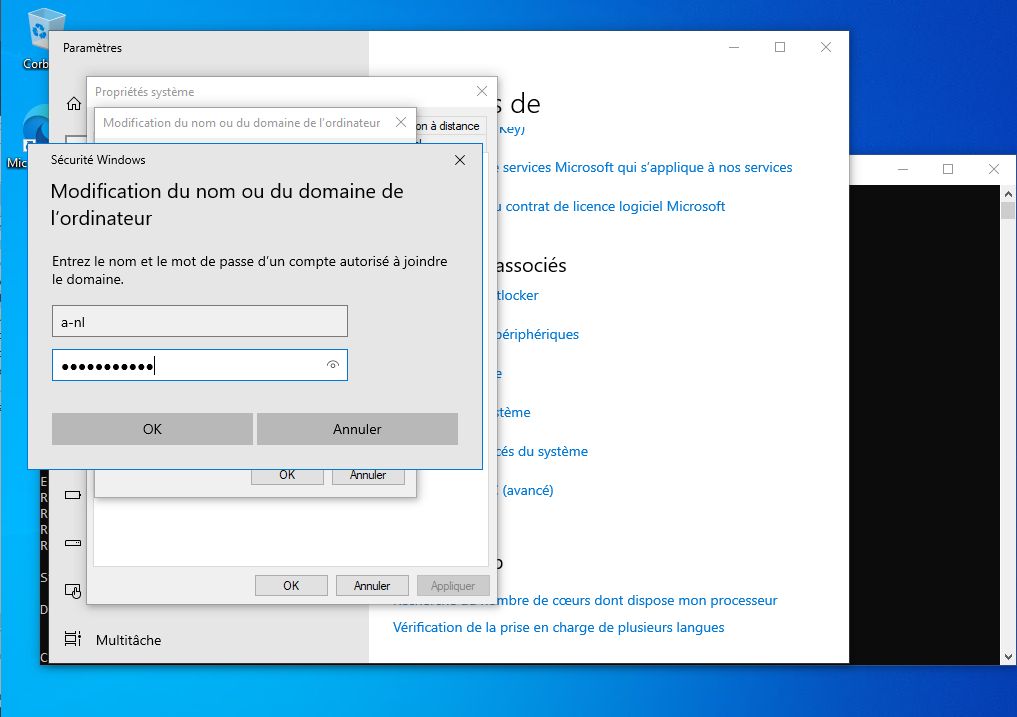 Paramètres
Propriétés système
Modification du nom ou du domaine de l'ordinateur
on à distance
Sécurité Windows
Modification du nom ou du domaine de
l'ordinateur
Entrez le nom et le mot de passe d'un compte autorisé à joindre
le domaine.
a-nl
OK
Annuler
OK
Annuler
OK
Annuler
Appliquer
Multitâche
s de
Key)
services Microsoft qui s'applique à nos services
u contrat de licence logiciel Microsoft
associés
tlocker
périphériques
stème
cés du système
(avancé)
mbre de cœurs dont dispose mon processeur
Vérification de la prise en charge de plusieurs langues
Corb
Mic
E
R
R
R
R
S
D
C